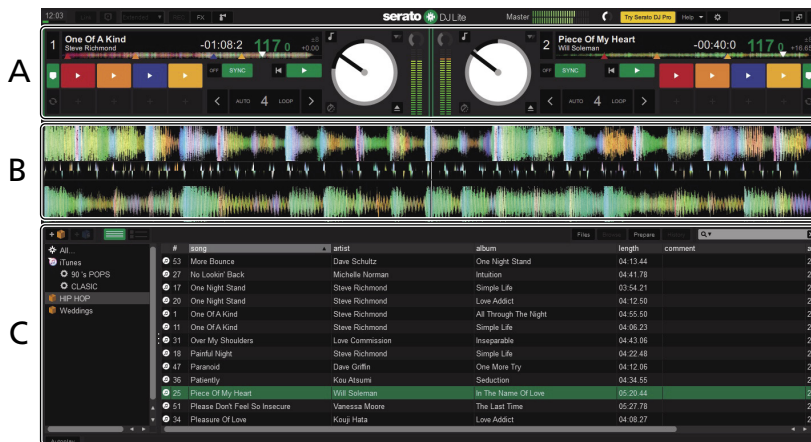 12:03 REC FX serato DJ Lite Master Try Serato DJ Pro Help
A
1 One Of A Kind
Steve Richmond
-01:08:2 117.0 ±8 +0.00
OFF SYNC
AUTO 4 LOOP
2 Piece Of My Heart
Will Soleman
-00:40:0 117.0
OFF SYNC
AUTO 4 LOOP
B
C
Files Prepare
# song artist album length comment
All...
iTunes
90 's POPS
CLASIC
HIP HOP
Weddings
53 More Bounce Dave Schultz One Night Stand 04:13.44
27 No Lookin' Back Michelle Norman Intuition 04:41.78
17 One Night Stand Steve Richmond Simple Life 03:54.21
20 One Night Stand Steve Richmond Love Addict 04:12.50
1 One Of A Kind Steve Richmond All Through The Night 04:55.50
11 One Of A Kind Steve Richmond Simple Life 04:06.23
31 Over My Shoulders Love Commission Inseparable 04:43.06
18 Painful Night Steve Richmond Simple Life 04:22.48
47 Paranoid Dave Griffin One More Try 04:12.06
36 Patiently Kou Atsumi Seduction 04:34.55
25 Piece Of My Heart Will Soleman In The Name Of Love 05:20.44
51 Please Don't Feel So Insecure Vanessa Moore The Last Time 05:27.78
34 Pleasure Of Love Kouji Hata Love Addict 04:08.27
Autoplay